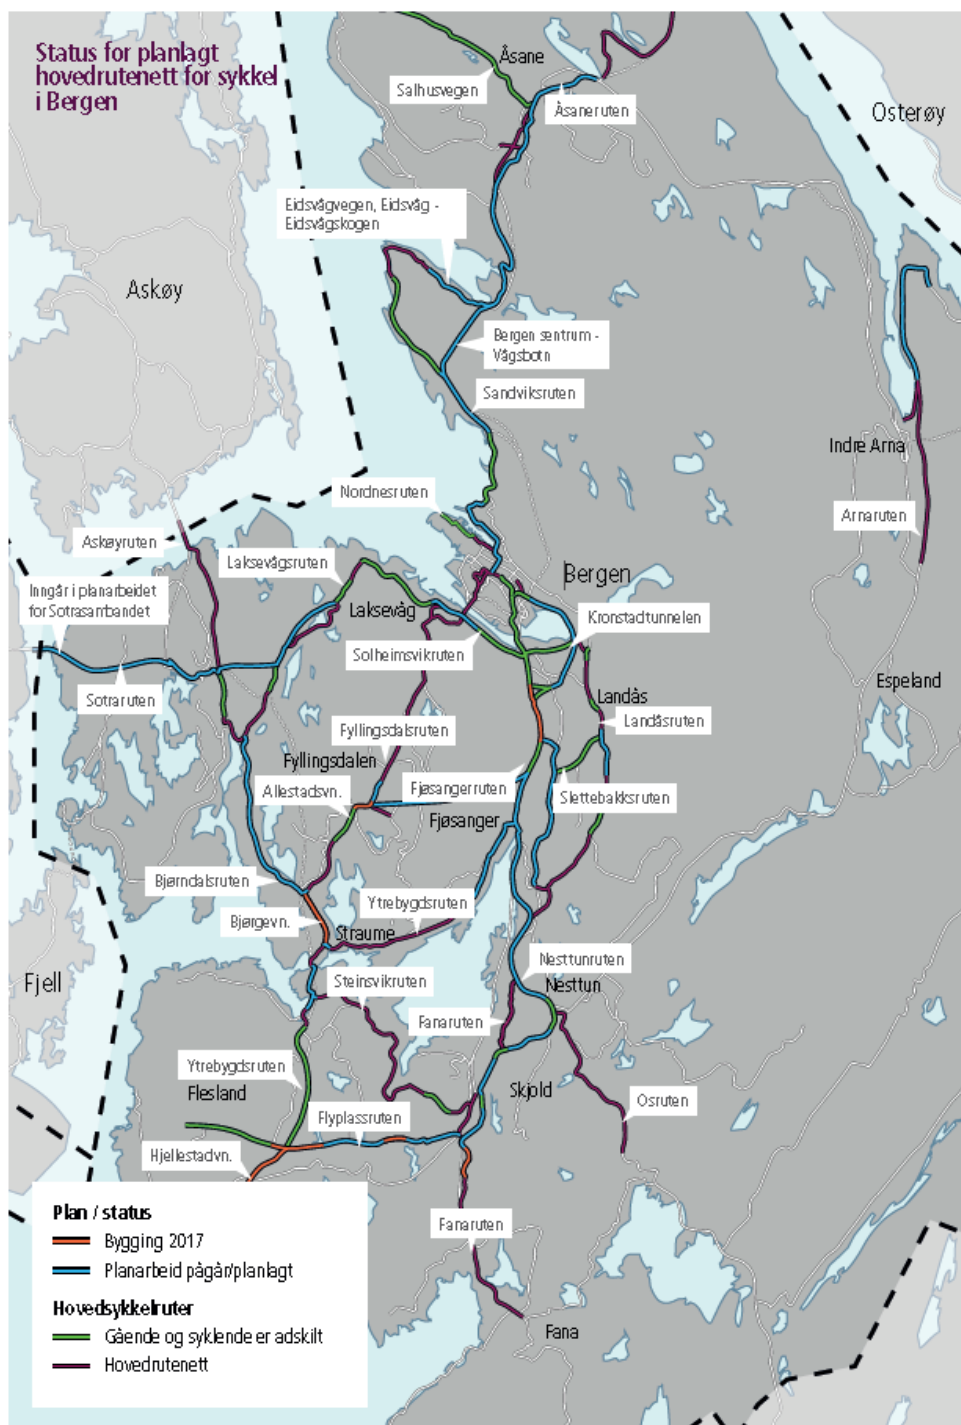 Status for planlagt
hovedrutenett for sykkel
i Bergen
Åsane
Salhusvegen
Åsaneruten
Osterøy
Eidsvågvegen, Eidsvåg -
Eidsvågskogen
Askøy
Bergen sentrum -
Vågsbotn
Sandviksruten
Indre Arna
Nordnesruten
Arnaruten
Askøyruten
Laksevågsruten
Bergen
Inngår i planarbeidet
for Sotrasambandet
Laksevåg
Kronstadtunnelen
Solheimsvikruten
Sotraruten
Landås
Espeland
Landåsruten
Fyllingsdalsruten
Fyllingsdalen
Allestadsvn.
Fjøsangerruten
Slettebakksruten
Fjøsanger
Bjørndalsruten
Ytrebygdsruten
Bjørgevn.
Straume
Nesttunruten
Fjell
Steinsvikruten
Nesttun
Fanaruten
Ytrebygdsruten
Flesland
Skjold
Osruten
Flyplassruten
Hjellestadvn.
Plan / status
Bygging 2017
Planarbeid pågår/planlagt
Hovedsykkelruter
Gående og syklende er adskilt
Hovedrutenett
Fanaruten
Fana